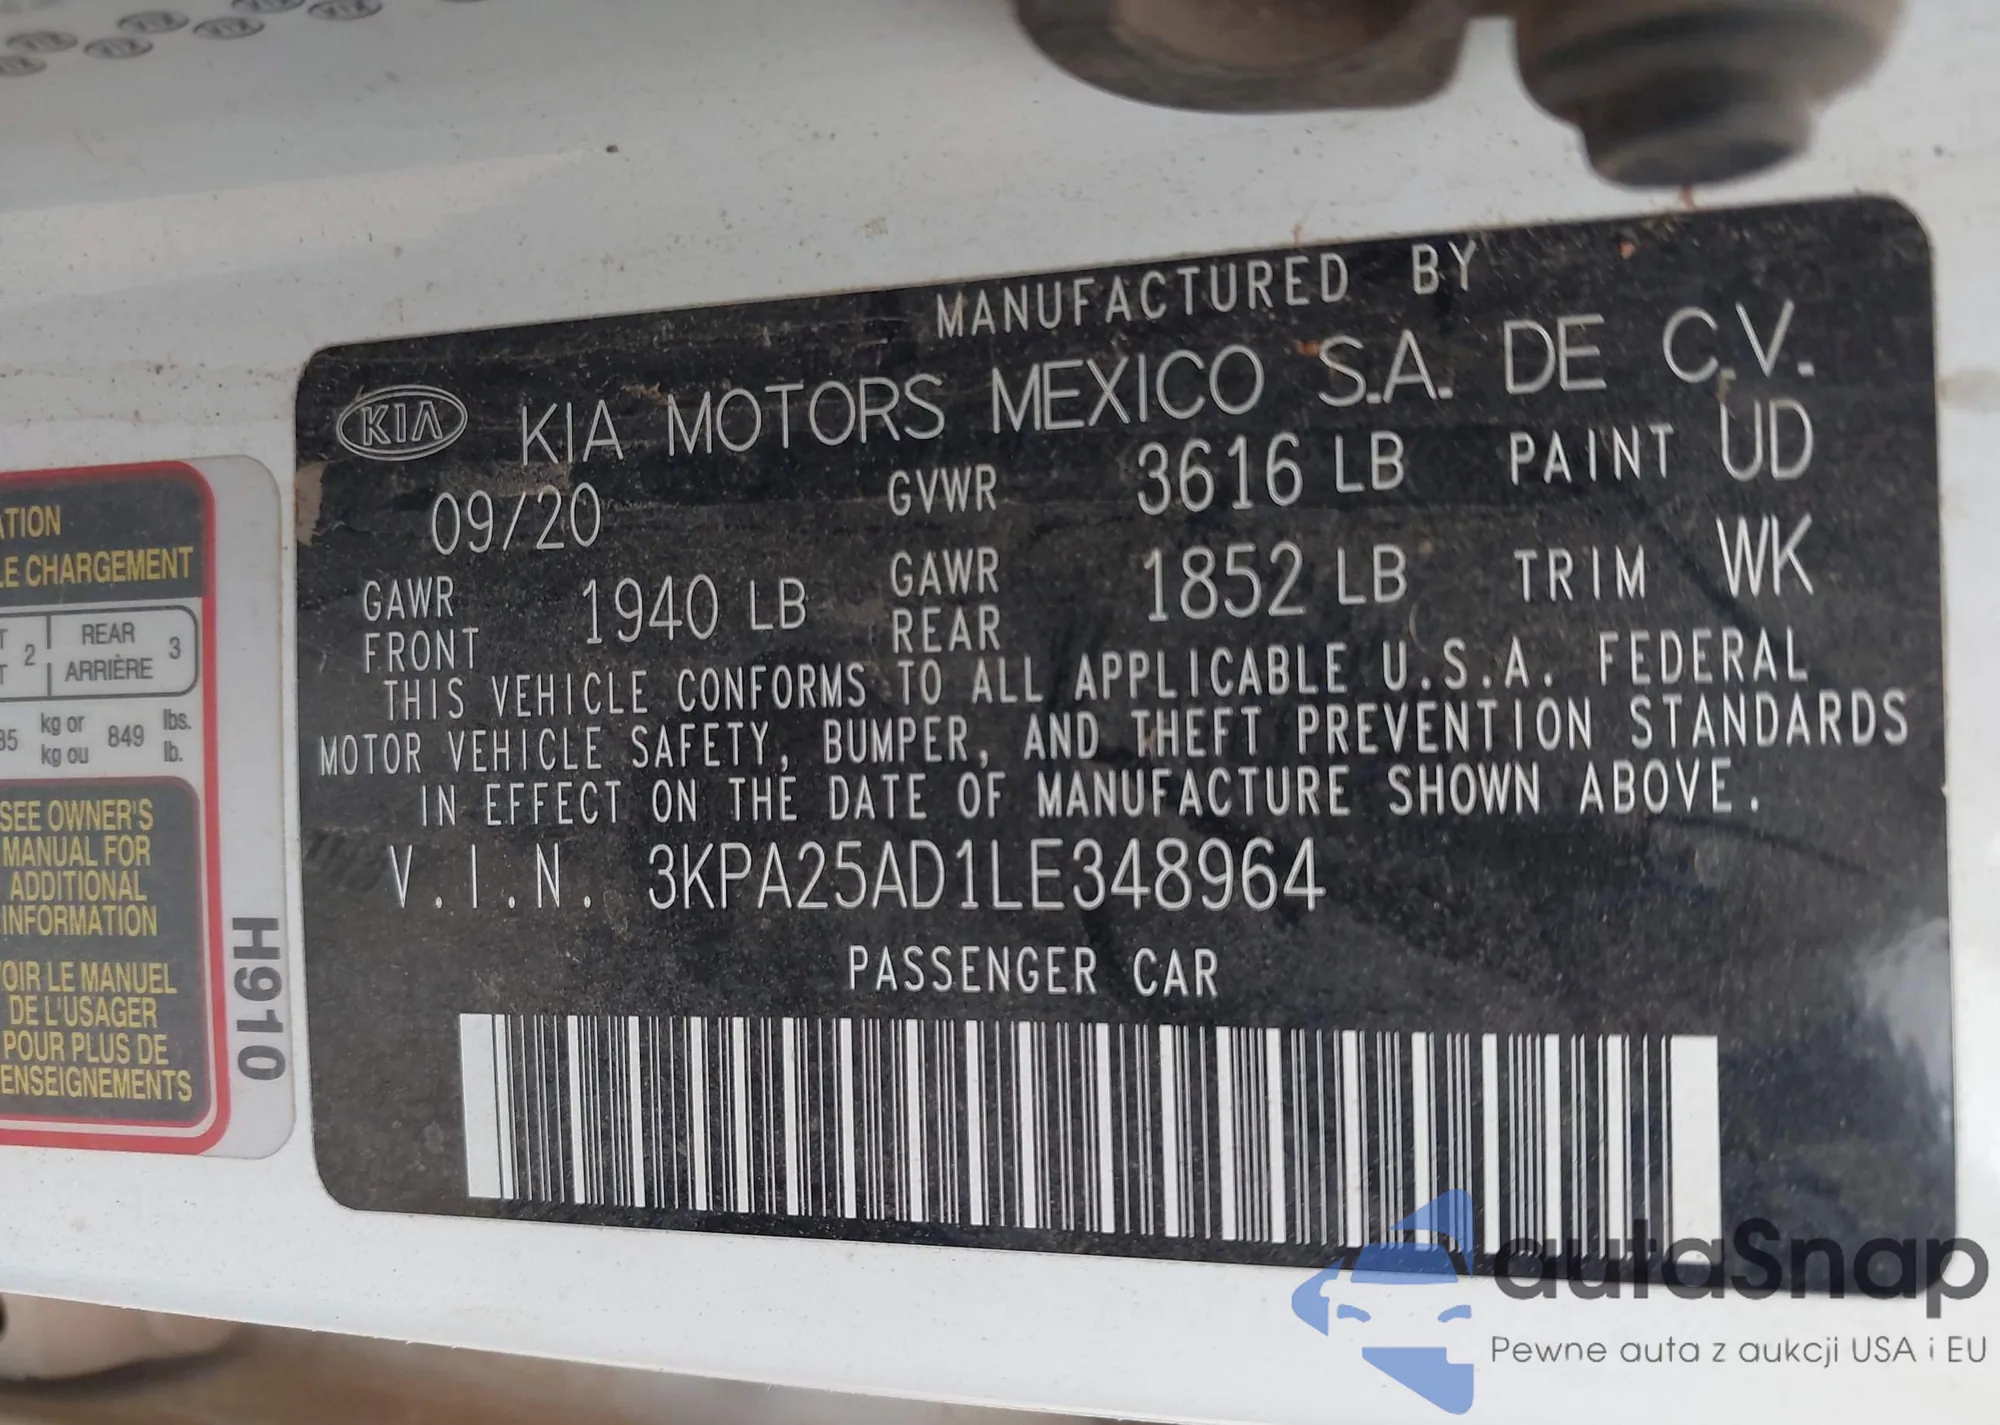 MANUFACTURED BY
KIA KIA MOTORS MEXICO S.A. DE C.V.
09/20 GVWR 3616 LB PAINT UD
GAWR FRONT 1940 LB GAWR REAR 1852 LB TRIM WK
THIS VEHICLE CONFORMS TO ALL APPLICABLE U.S.A. FEDERAL
MOTOR VEHICLE SAFETY, BUMPER, AND THEFT PREVENTION STANDARDS
IN EFFECT ON THE DATE OF MANUFACTURE SHOWN ABOVE.
V.I.N. 3KPA25AD1LE348964
PASSENGER CAR
CHARGEMENT
2 REAR 3
ARRIÈRE
kg or 849 lbs.
kg ou lb.
SEE OWNER'S
MANUAL FOR
ADDITIONAL
INFORMATION
LE MANUEL
DE L'USAGER
POUR PLUS DE
H910
autaSnap
Pewne auta z aukcji USA i EU